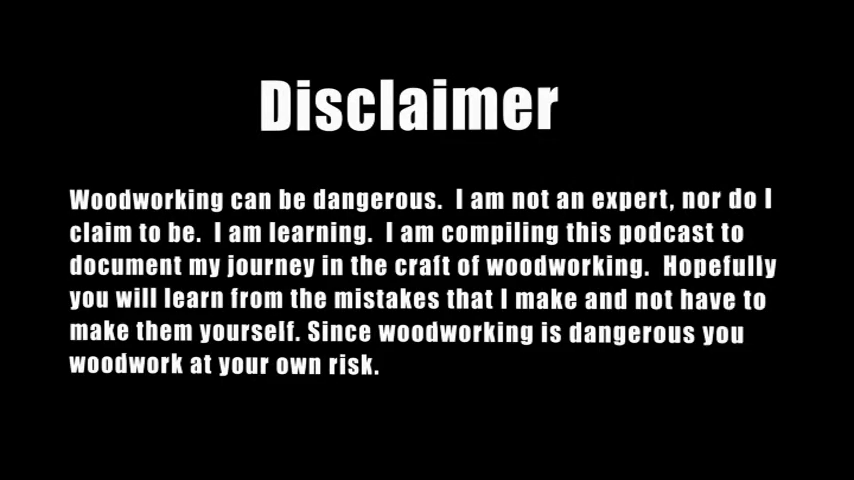 Disclaimer
Woodworking can be dangerous.  I am not an expert, nor do I
claim to be.  I am learning.  I am compiling this podcast to
document my journey in the craft of woodworking.  Hopefully
you will learn from the mistakes that I make and not have to
make them yourself. Since woodworking is dangerous you
woodwork at your own risk.